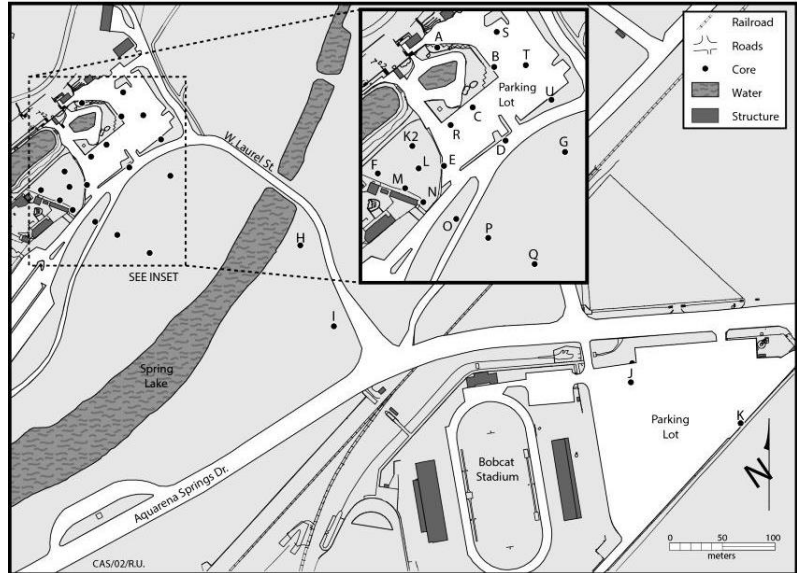 Railroad
Roads
Core
Water
Structure
A
S
B
T
Parking
Lot
U
C
R
K2
D
G
L
E
F
M
N
O
P
Q
W. Laurel St.
H
SEE INSET
I
Spring
Lake
J
Parking
Lot
K
Bobcat
Stadium
Aquarena Springs Dr.
N
0 50 100
meters
CAS/02/R.U.